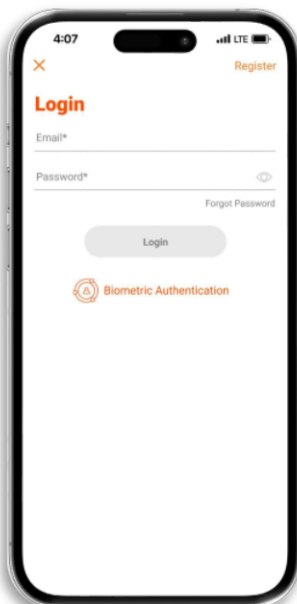 4:07 LTE
Register
Login
Email*
Password*
Forgot Password
Login
Biometric Authentication